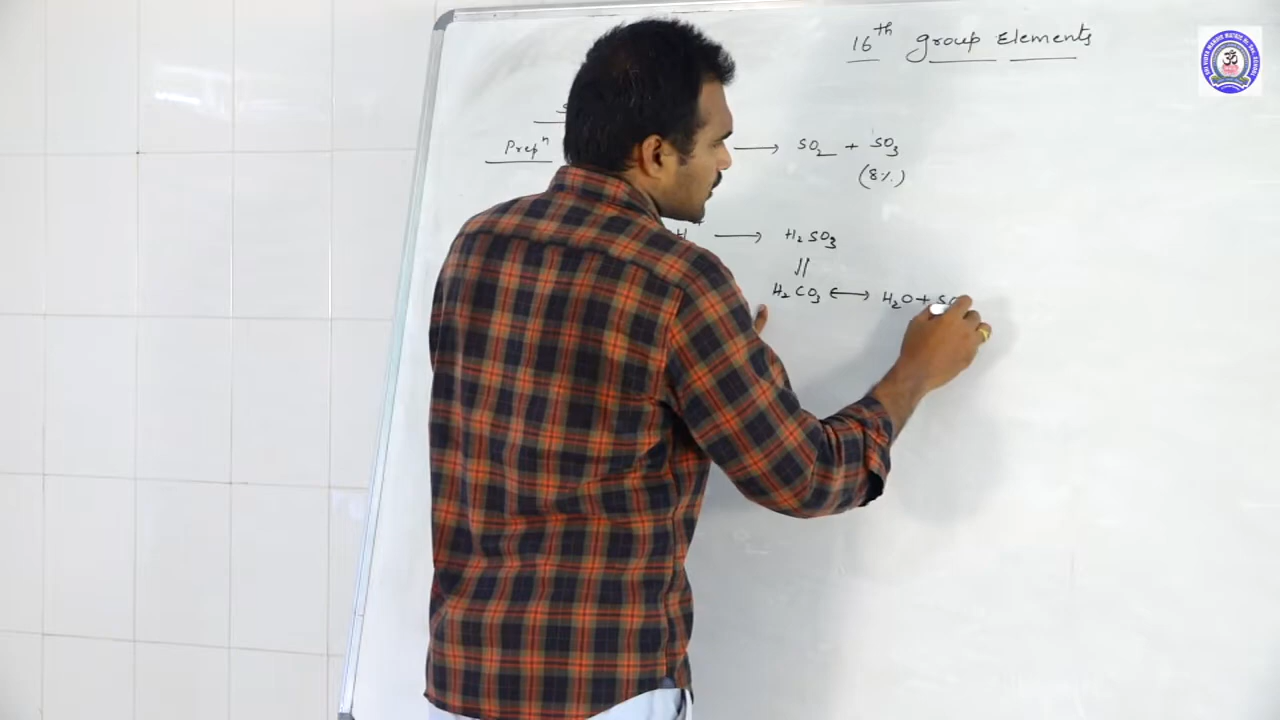 16th group Elements
Prepn ⟶ SO2 + SO3
(8%)
H+ ⟶ H2SO3
||
H2CO3 ⟷ H2O + SO